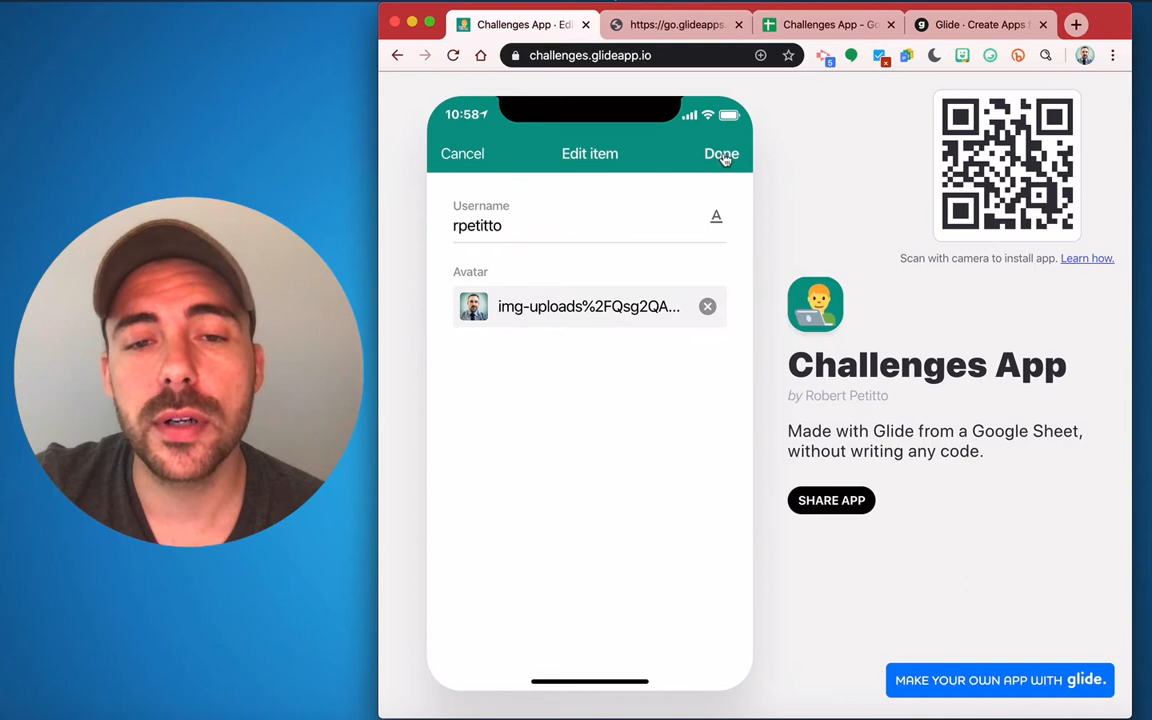 Challenges App · Edi
https://go.glideapps.
Challenges App - Go
Glide · Create Apps f
challenges.glideapp.io
5
10:58
Cancel
Edit item
Done
Username
rpetitto
A
Avatar
img-uploads%2FQsg2QA...
Scan with camera to install app. Learn how.
Challenges App
by Robert Petitto
Made with Glide from a Google Sheet,
without writing any code.
SHARE APP
MAKE YOUR OWN APP WITH glide.